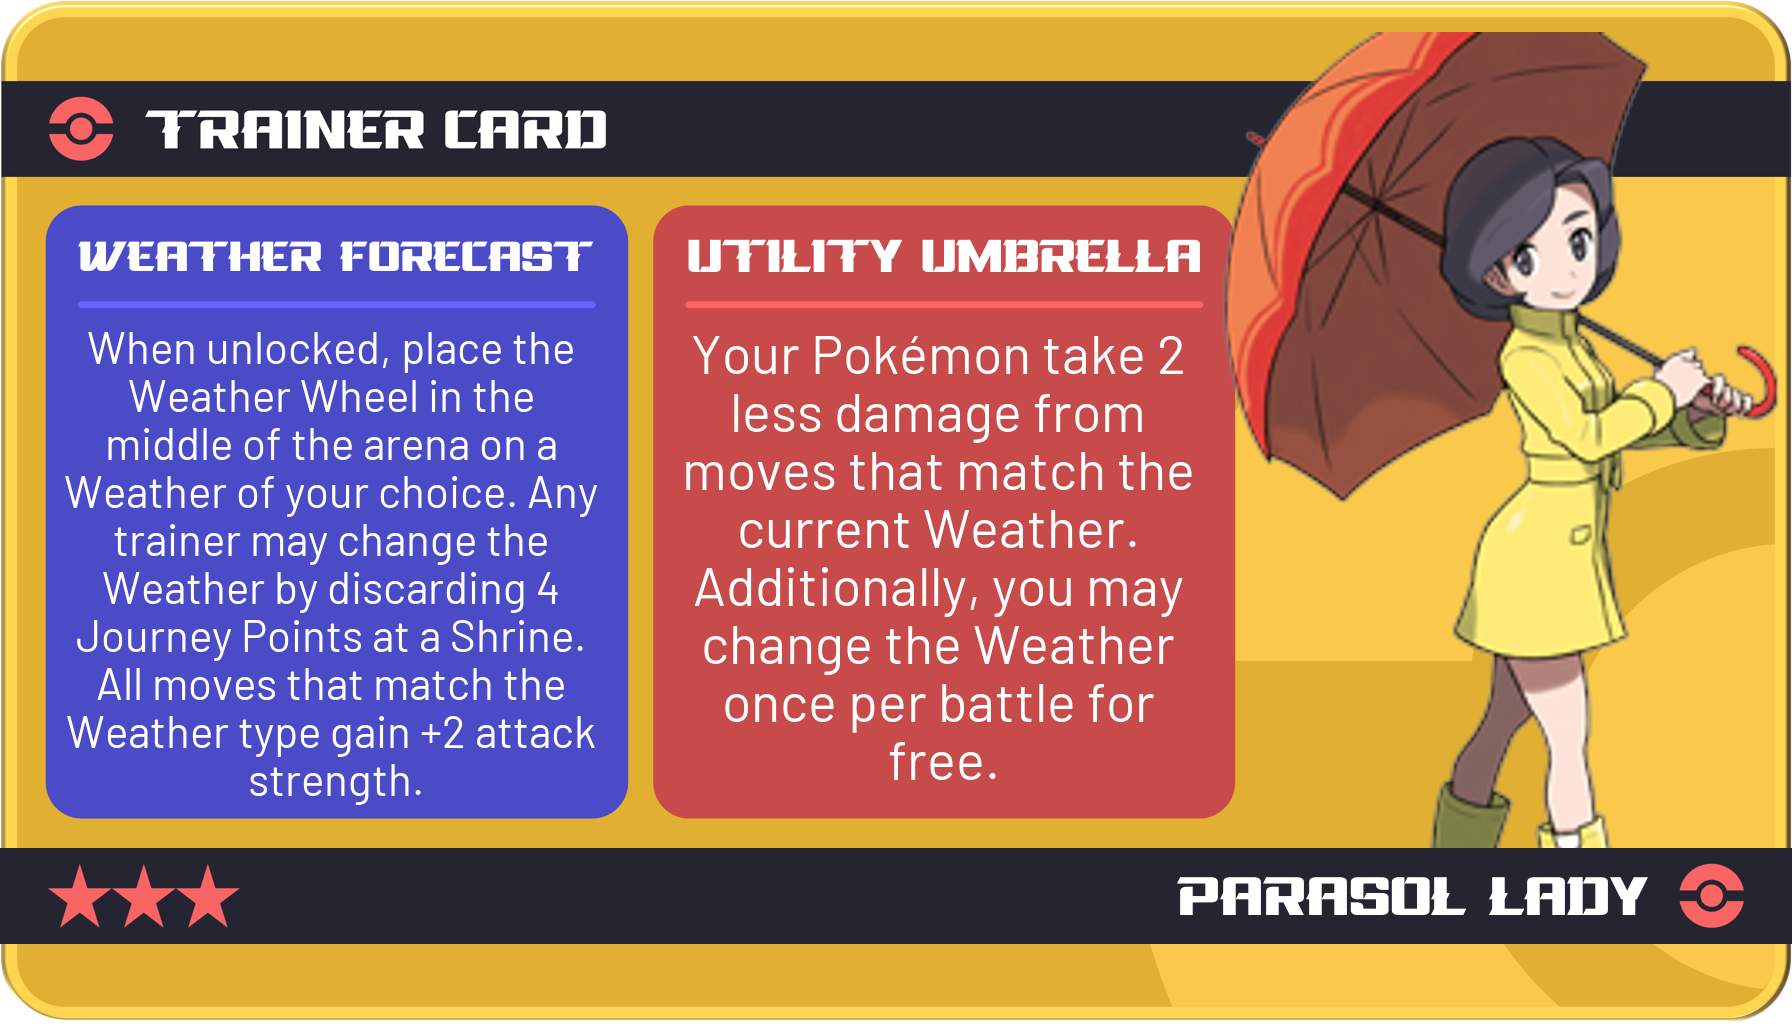 TRAINER CARD
WEATHER FORECAST
When unlocked, place the
Weather Wheel in the
middle of the arena on a
Weather of your choice. Any
trainer may change the
Weather by discarding 4
Journey Points at a Shrine.
All moves that match the
Weather type gain +2 attack
strength.
UTILITY UMBRELLA
Your Pokémon take 2
less damage from
moves that match the
current Weather.
Additionally, you may
change the Weather
once per battle for
free.
PARASOL LADY